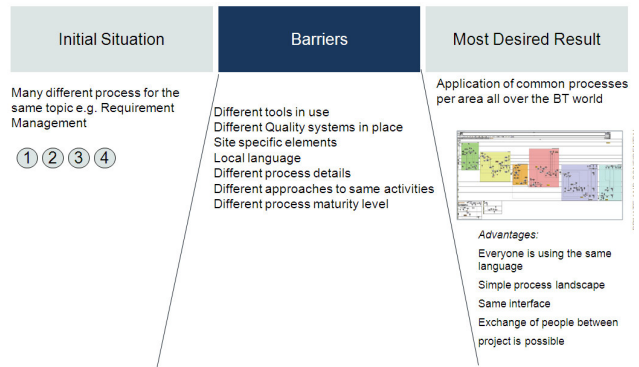 Initial Situation
Barriers
Most Desired Result
Many different process for the
same topic e.g. Requirement
Management
1 2 3 4
Different tools in use
Different Quality systems in place
Site specific elements
Local language
Different process details
Different approaches to same activities
Different process maturity level
Application of common processes
per area all over the BT world
Advantages:
Everyone is using the same
language
Simple process landscape
Same interface
Exchange of people between
project is possible